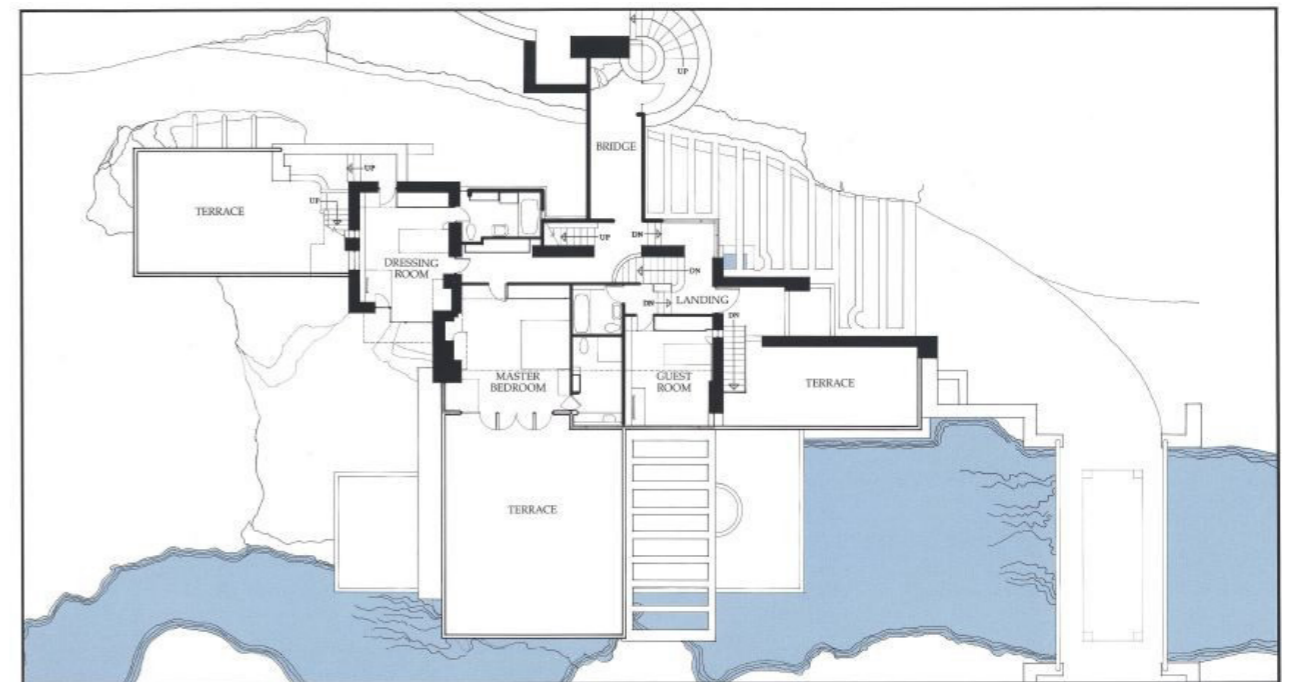 UP
BRIDGE
UP
TERRACE
UP
UP
DN
DRESSING
ROOM
DN
DN
LANDING
DN
MASTER
BEDROOM
GUEST
ROOM
TERRACE
TERRACE